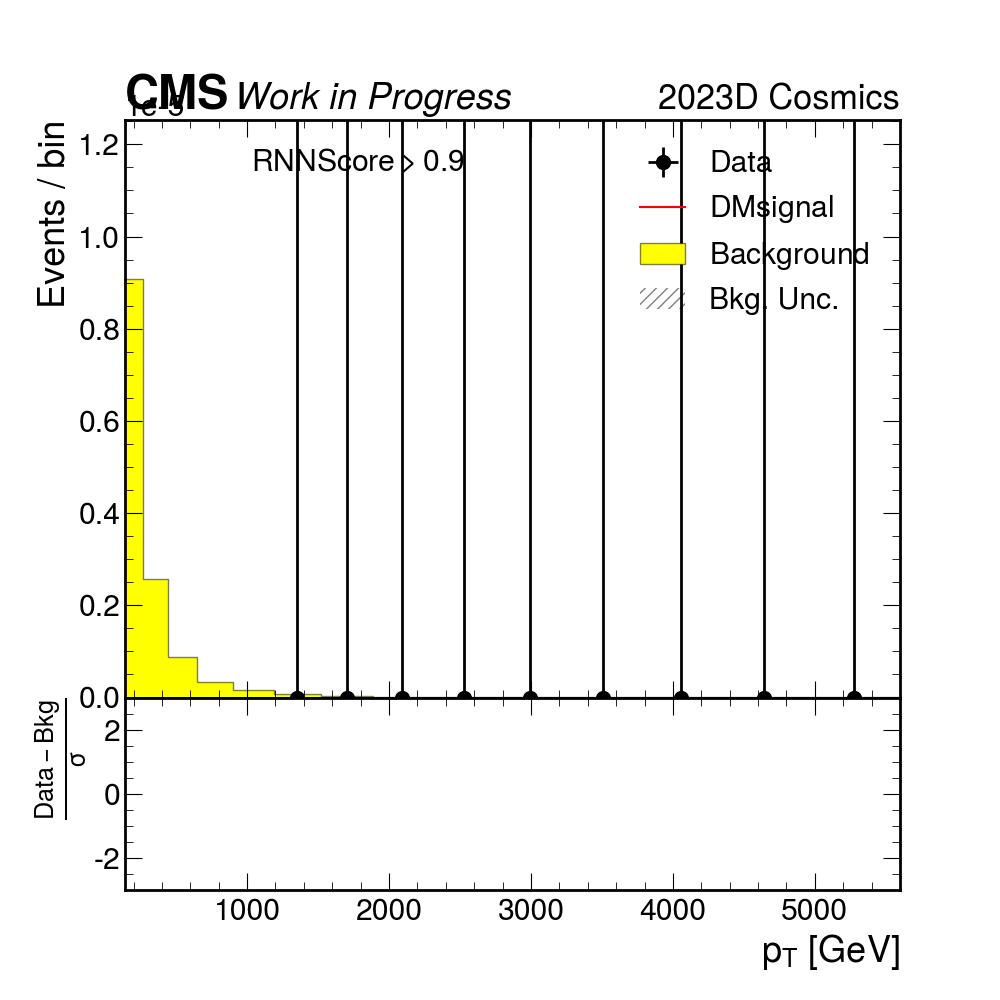 CMS Work in Progress 2023D Cosmics
Events / bin
RNNScore > 0.9
Data
DMsignal
Background
Bkg. Unc.
1.2
1.0
0.8
0.6
0.4
0.2
0.0
Data – Bkg
σ
2
0
-2
1000 2000 3000 4000 5000
pT [GeV]